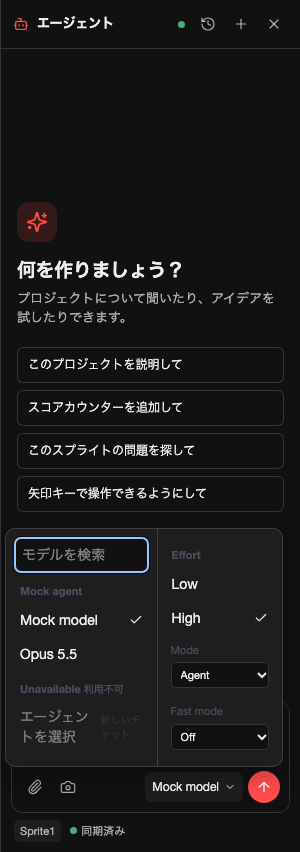 エージェント
何を作りましょう？
プロジェクトについて聞いたり、アイデアを
試したりできます。
このプロジェクトを説明して
スコアカウンターを追加して
このスプライトの問題を探して
矢印キーで操作できるようにして
モデルを検索
Mock agent
Mock model
Opus 5.5
Unavailable 利用不可
エージェン
トを選択
新しいチ
ャット
Effort
Low
High
Mode
Agent
Fast mode
Off
Mock model
Sprite1
同期済み